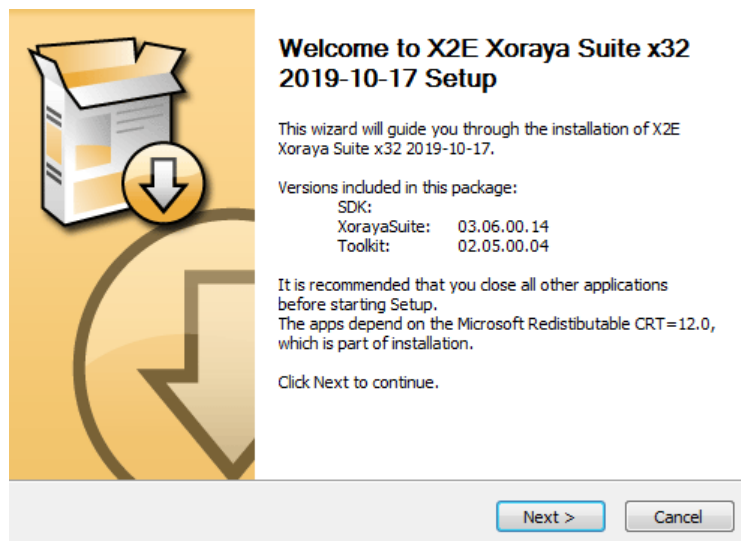 Welcome to X2E Xoraya Suite x32
2019-10-17 Setup
This wizard will guide you through the installation of X2E
Xoraya Suite x32 2019-10-17.
Versions included in this package:
SDK:
XorayaSuite: 03.06.00.14
Toolkit: 02.05.00.04
It is recommended that you close all other applications
before starting Setup.
The apps depend on the Microsoft Redistibutable CRT=12.0,
which is part of installation.
Click Next to continue.
Next > Cancel